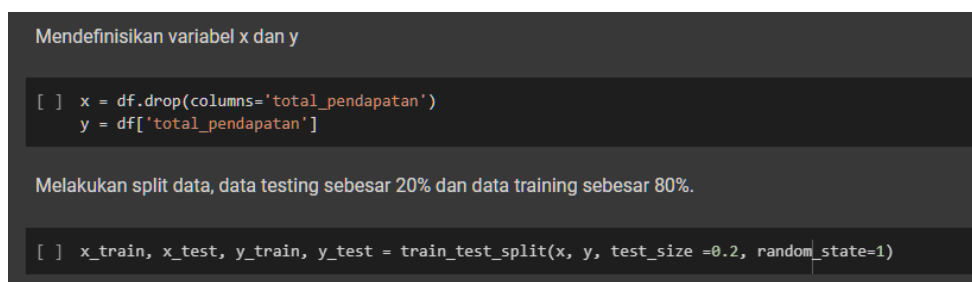 Mendefinisikan variabel x dan y
[ ] x = df.drop(columns='total_pendapatan')
y = df['total_pendapatan']
Melakukan split data, data testing sebesar 20% dan data training sebesar 80%.
[ ] x_train, x_test, y_train, y_test = train_test_split(x, y, test_size =0.2, random_state=1)